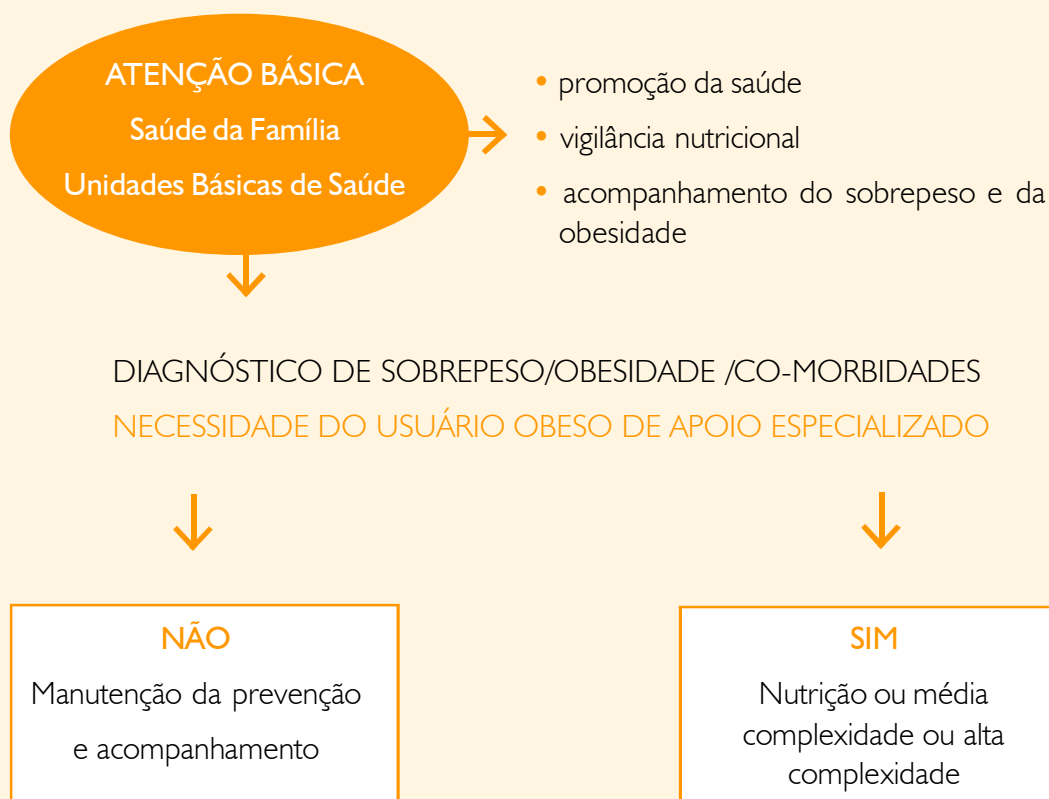 ATENÇÃO BÁSICA
Saúde da Família
Unidades Básicas de Saúde
• promoção da saúde
• vigilância nutricional
• acompanhamento do sobrepeso e da
obesidade
DIAGNÓSTICO DE SOBREPESO/OBESIDADE /CO-MORBIDADES
NECESSIDADE DO USUÁRIO OBESO DE APOIO ESPECIALIZADO
NÃO
Manutenção da prevenção
e acompanhamento
SIM
Nutrição ou média
complexidade ou alta
complexidade